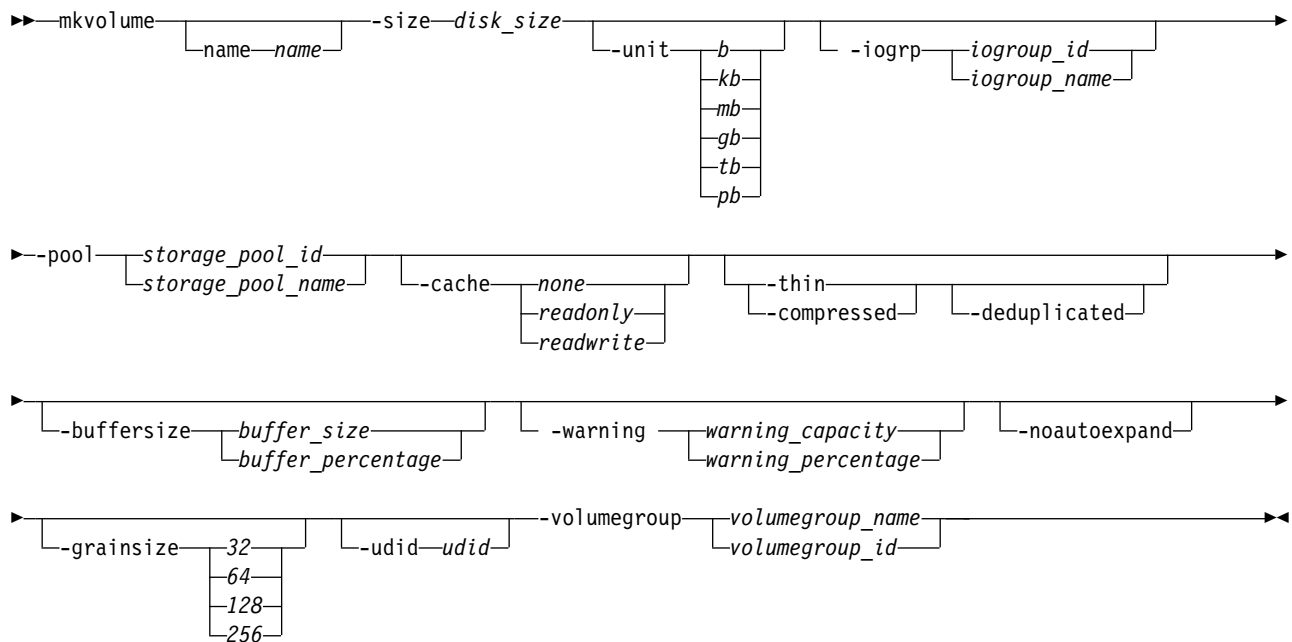 mkvolume name name -size disk_size -unit b kb mb gb tb pb -iogrp iogroup_id iogroup_name
-pool storage_pool_id storage_pool_name -cache none readonly readwrite -thin -compressed -deduplicated
-buffersize buffer_size buffer_percentage -warning warning_capacity warning_percentage -noautoexpand
-grainsize 32 64 128 256 -udid udid -volumegroup volumegroup_name volumegroup_id